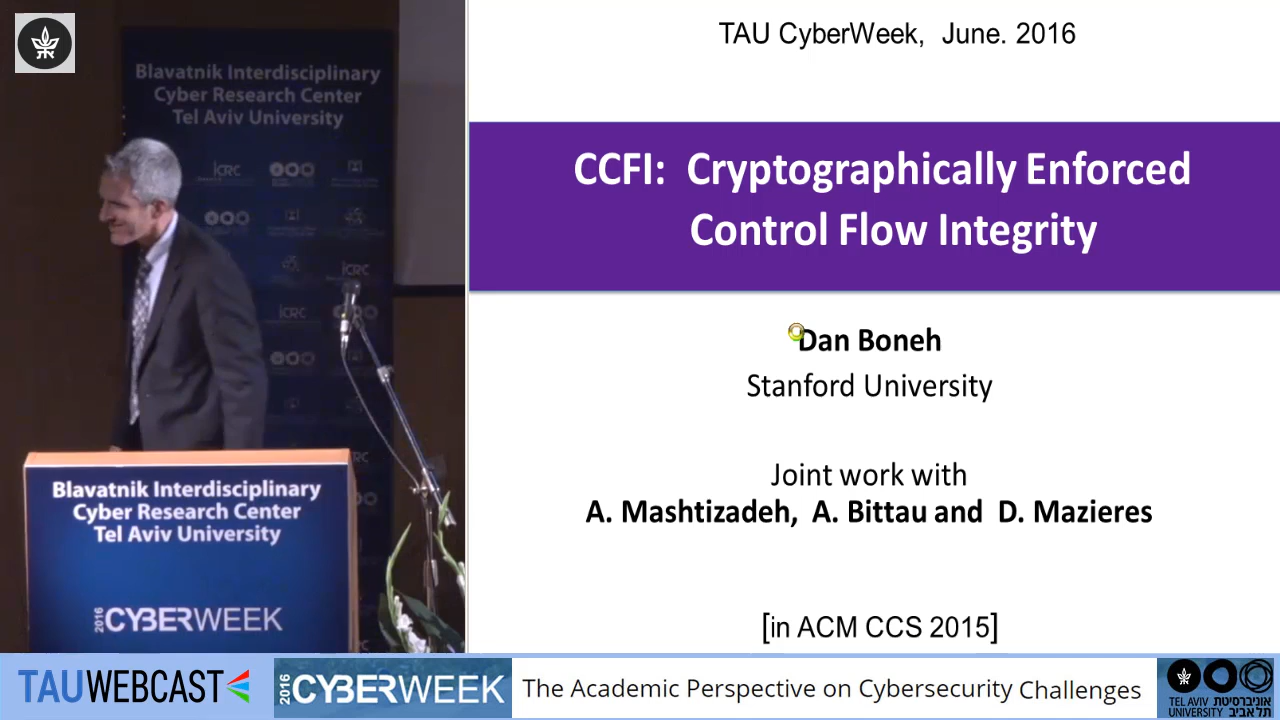 Blavatnik Interdisciplinary
Cyber Research Center
Tel Aviv University
iCRC
iCRC
iCRC
Blavatnik Interdisciplinary
Cyber Research Center
Tel Aviv University
2016 CYBERWEEK
TAU CyberWeek, June. 2016
CCFI: Cryptographically Enforced
Control Flow Integrity
Dan Boneh
Stanford University
Joint work with
A. Mashtizadeh, A. Bittau and D. Mazieres
[in ACM CCS 2015]
TAUWEBCAST
2016 CYBERWEEK
The Academic Perspective on Cybersecurity Challenges
TEL AVIV אוניברסיטת
UNIVERSITY תל אביב